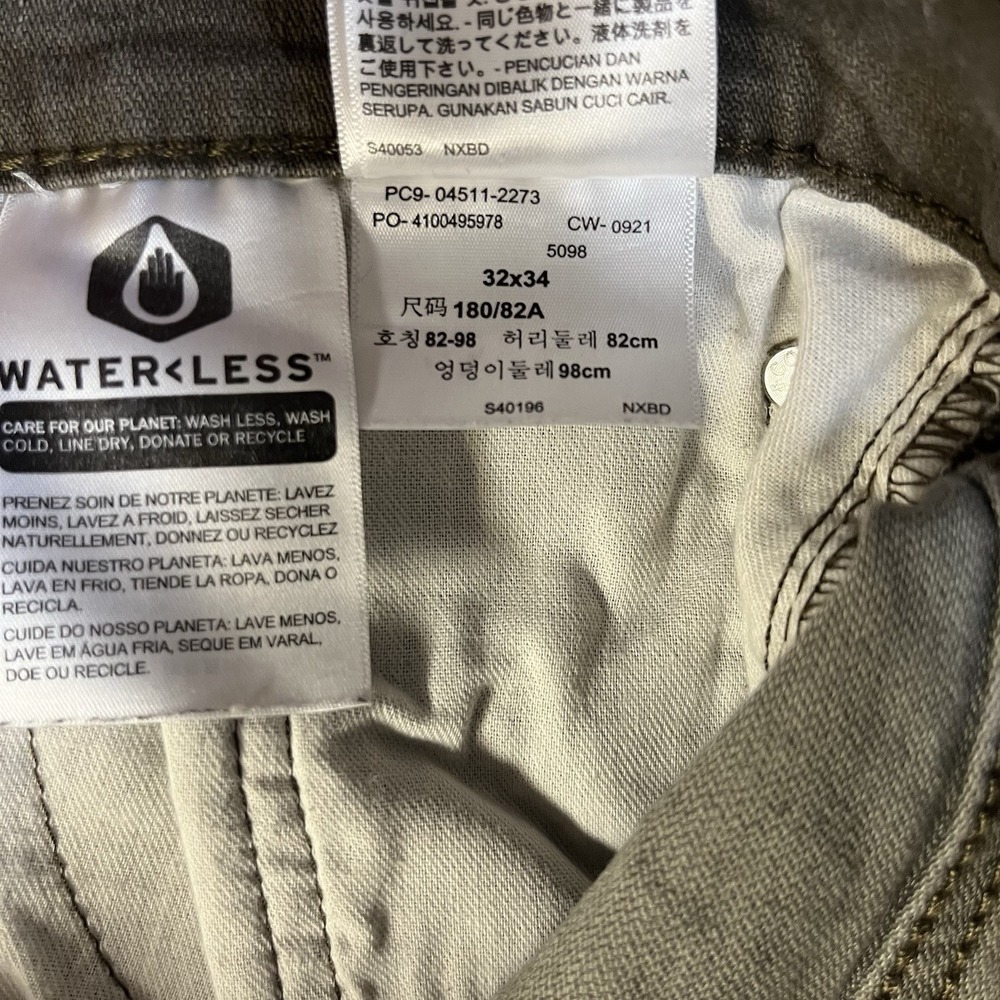 사용하세요. - 同じ色物と一緒に製品を
裏返して洗ってください。液体洗剤を
ご使用下さい。- PENCUCIAN DAN
PENGERINGAN DIBALIK DENGAN WARNA
SERUPA. GUNAKAN SABUN CUCI CAIR.
S40053 NXBD
PC9- 04511-2273
PO- 4100495978 CW- 0921
5098
32x34
尺码 180/82A
호칭 82-98 허리둘레 82cm
엉덩이둘레 98cm
S40196 NXBD
WATER<LESS™
CARE FOR OUR PLANET: WASH LESS, WASH
COLD, LINE DRY, DONATE OR RECYCLE
PRENEZ SOIN DE NOTRE PLANETE: LAVEZ
MOINS, LAVEZ A FROID, LAISSEZ SECHER
NATURELLEMENT, DONNEZ OU RECYCLEZ
CUIDA NUESTRO PLANETA: LAVA MENOS,
LAVA EN FRIO, TIENDE LA ROPA, DONA O
RECICLA.
CUIDE DO NOSSO PLANETA: LAVE MENOS,
LAVE EM ÁGUA FRIA, SEQUE EM VARAL,
DOE OU RECICLE.